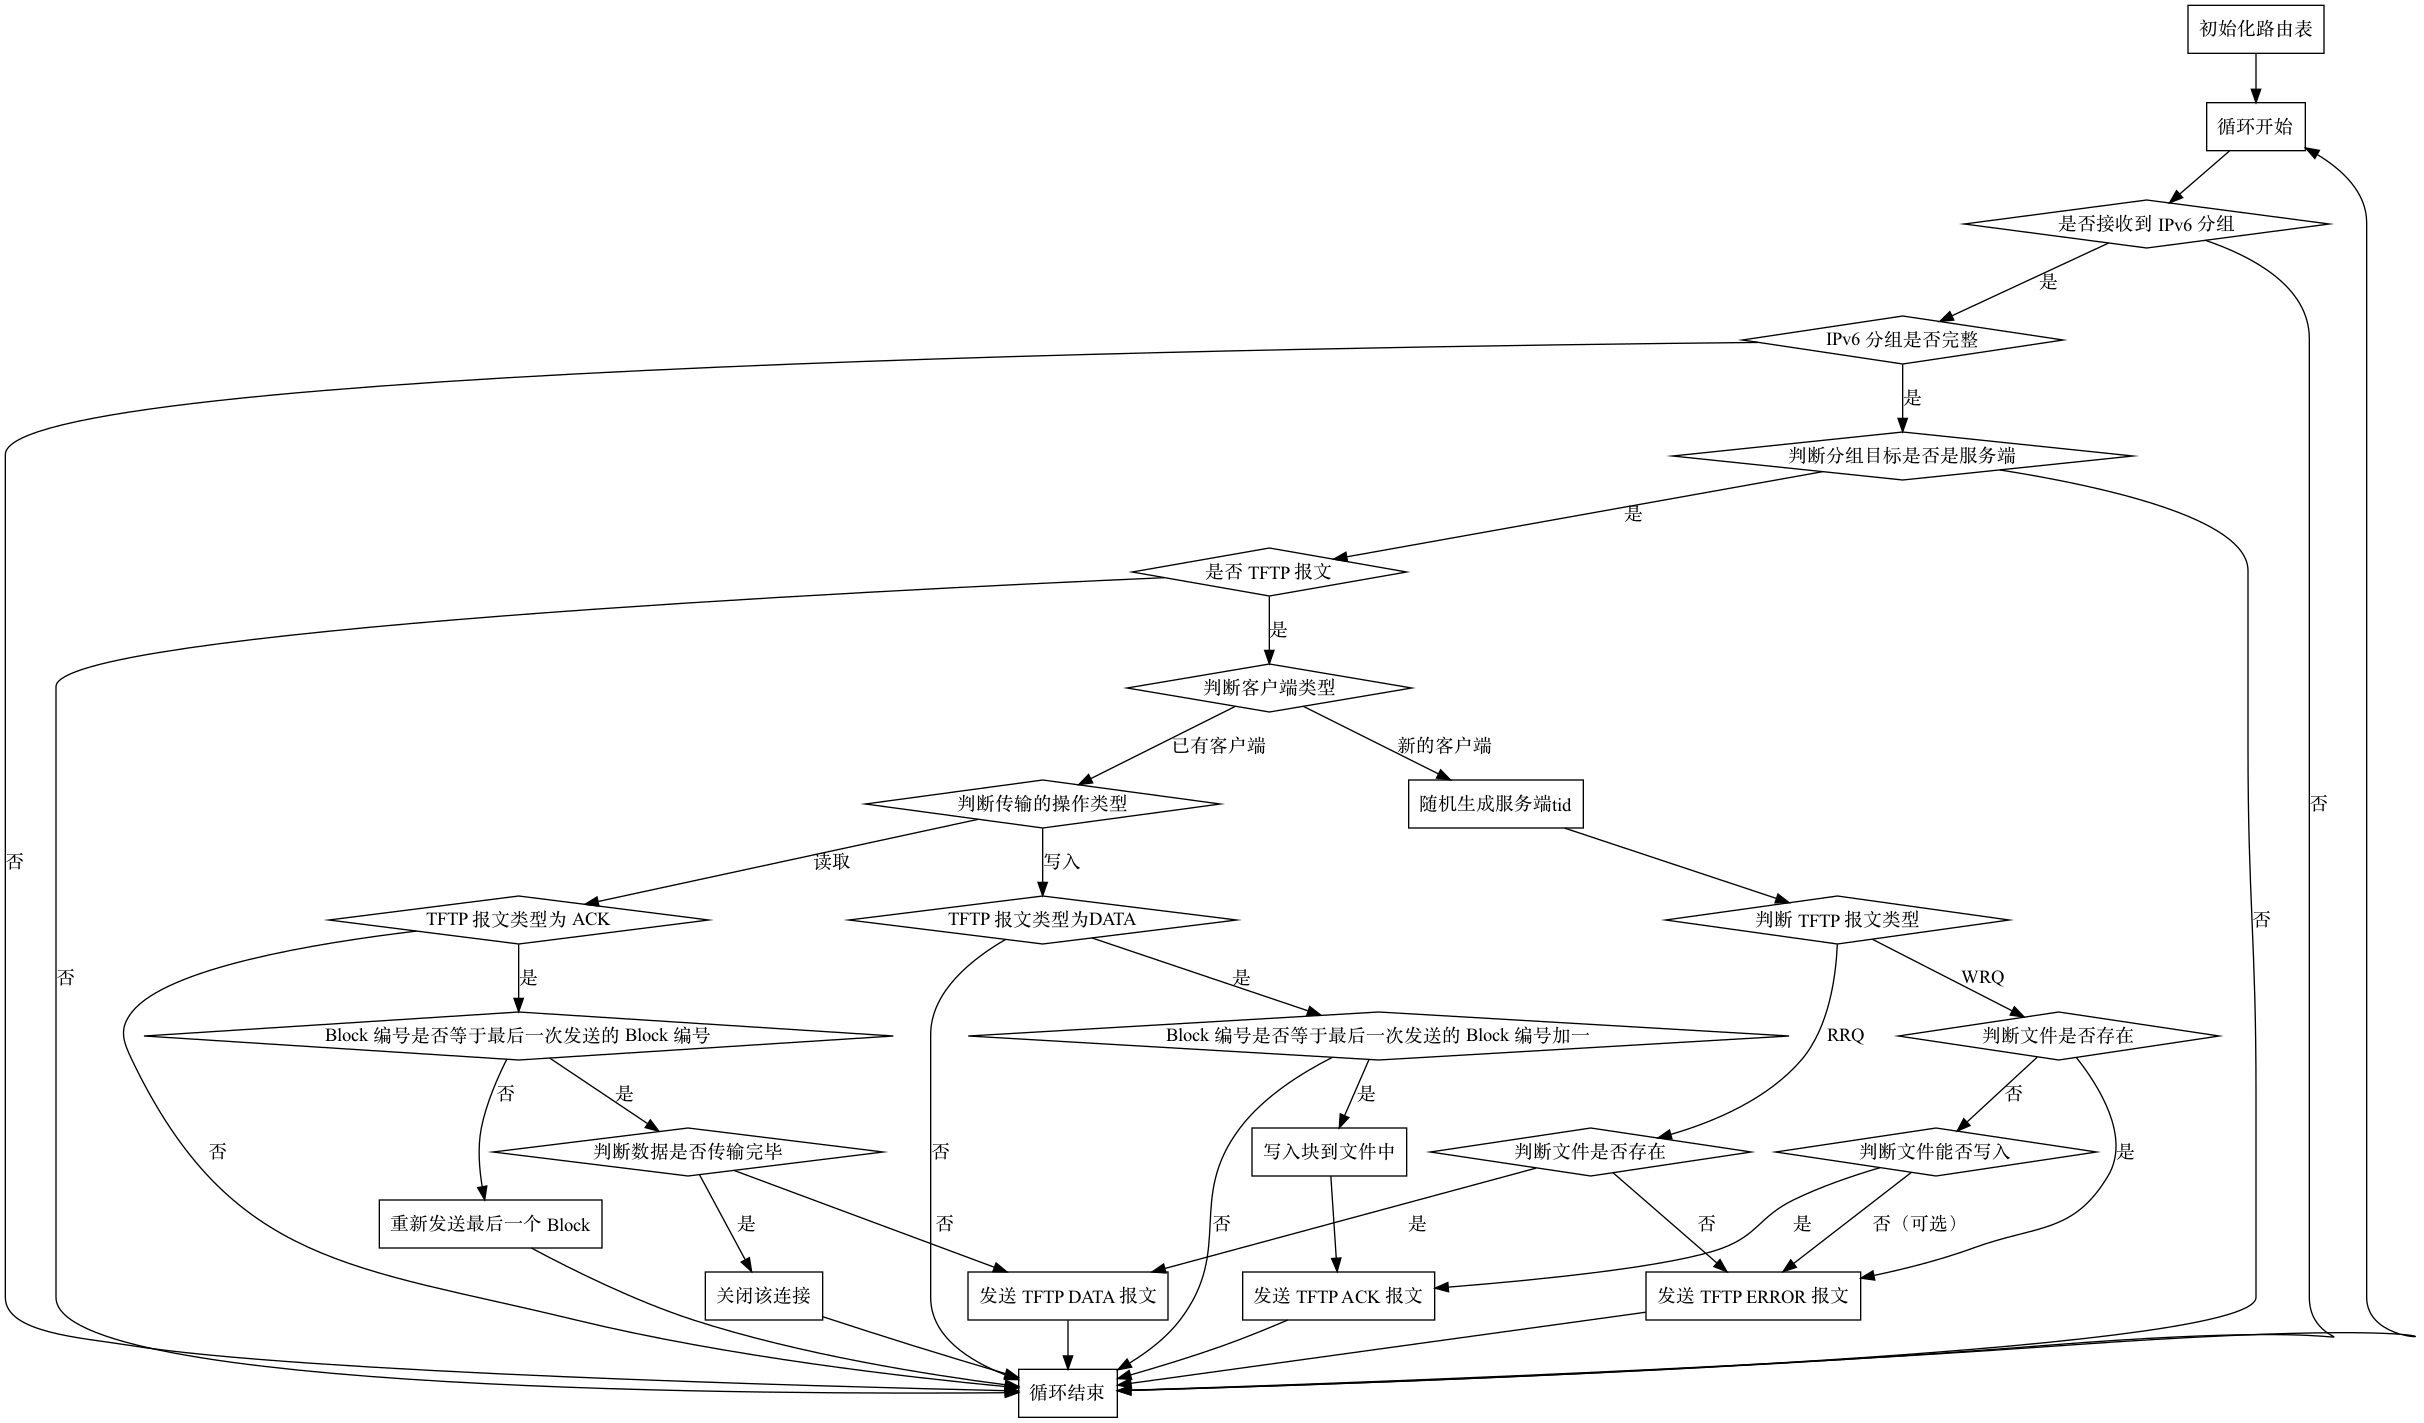 初始化路由表
循环开始
是否接收到 IPv6 分组
是
IPv6 分组是否完整
是
判断分组目标是否是服务端
是
是否 TFTP 报文
是
判断客户端类型
已有客户端
新的客户端
判断传输的操作类型
随机生成服务端tid
否
否
读取
写入
TFTP 报文类型为 ACK
TFTP 报文类型为DATA
判断 TFTP 报文类型
否
否
是
是
WRQ
Block 编号是否等于最后一次发送的 Block 编号
Block 编号是否等于最后一次发送的 Block 编号加一
RRQ
判断文件是否存在
否
是
是
否
否
判断数据是否传输完毕
否
写入块到文件中
判断文件是否存在
判断文件能否写入
是
重新发送最后一个 Block
是
否
否
是
否
是
否（可选）
关闭该连接
发送 TFTP DATA 报文
发送 TFTP ACK 报文
发送 TFTP ERROR 报文
循环结束